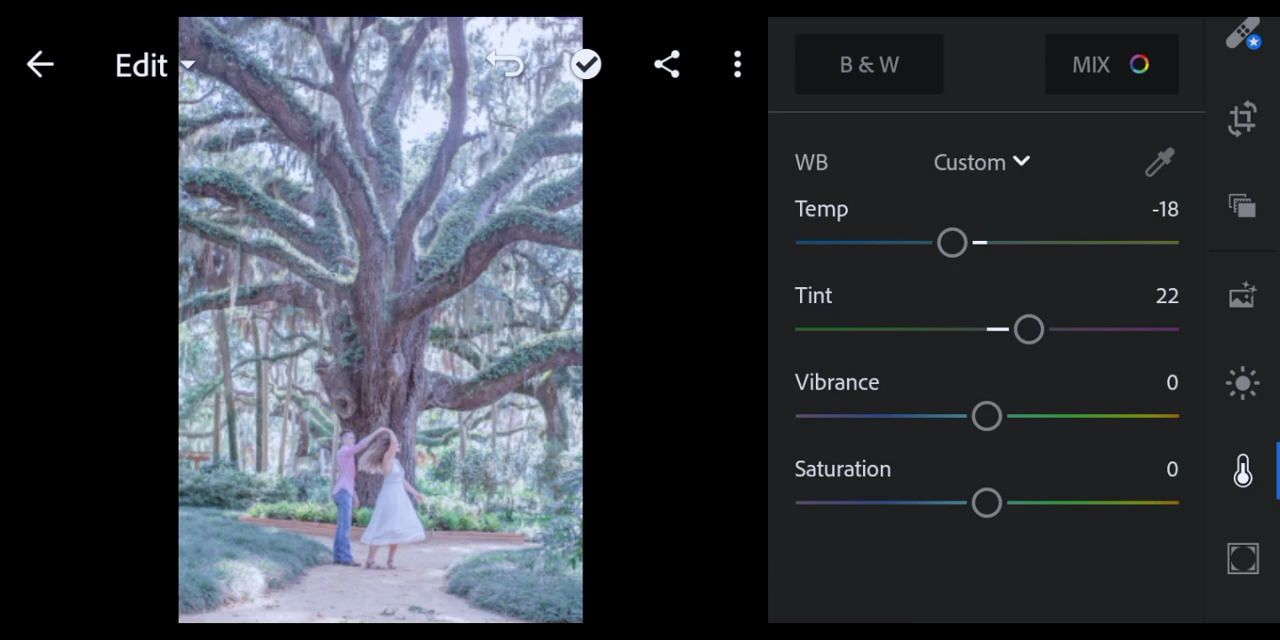 Edit
B & W
MIX
WB Custom
Temp -18
Tint 22
Vibrance 0
Saturation 0